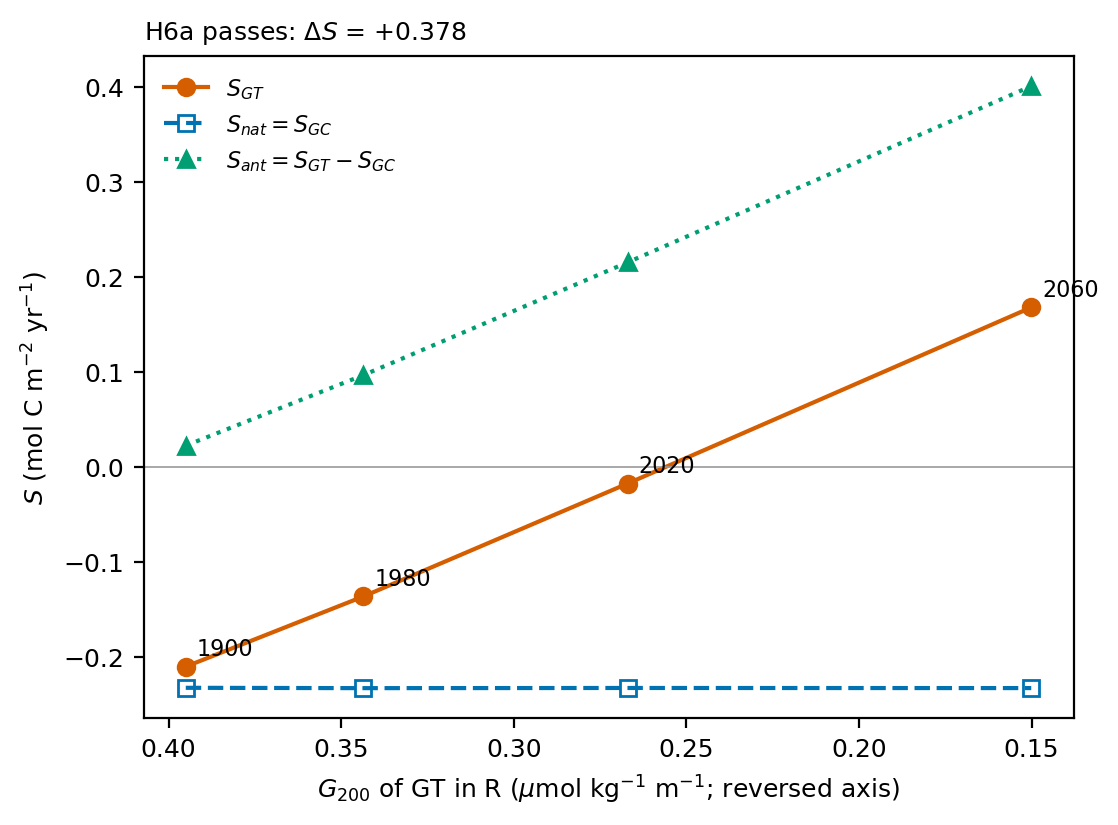 H6a passes: ΔS = +0.378
S_GT
S_nat = S_GC
S_ant = S_GT − S_GC
0.4
0.3
0.2
0.1
0.0
−0.1
−0.2
S (mol C m⁻² yr⁻¹)
2060
2020
1980
1900
0.40 0.35 0.30 0.25 0.20 0.15
G₂₀₀ of GT in R (μmol kg⁻¹ m⁻¹; reversed axis)